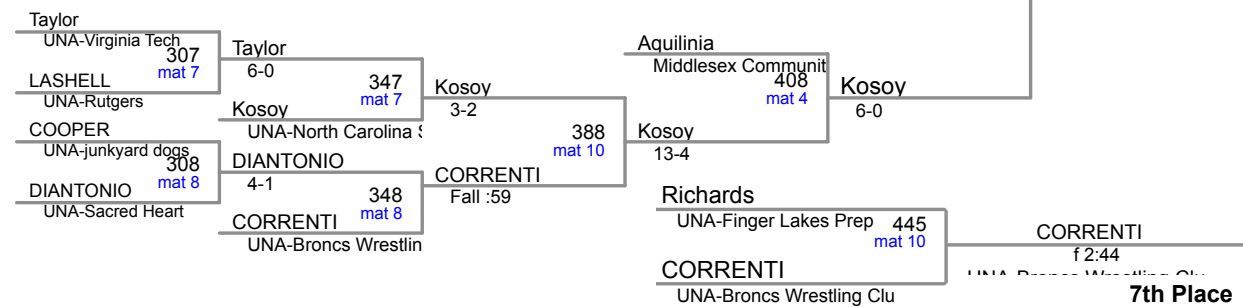 Taylor
UNA-Virginia Tech
307
mat 7
LASHELL
UNA-Rutgers
COOPER
UNA-junkyard dogs
308
mat 8
DIANTONIO
UNA-Sacred Heart
Taylor
6-0
347
mat 7
Kosoy
UNA-North Carolina
DIANTONIO
4-1
348
mat 8
CORRENTI
UNA-Broncs Wrestlin
Kosoy
3-2
388
mat 10
CORRENTI
Fall :59
Aquilinia
Middlesex Communit
408
mat 4
Kosoy
13-4
Kosoy
6-0
Richards
UNA-Finger Lakes Prep
445
mat 10
CORRENTI
UNA-Broncs Wrestling Clu
CORRENTI
f 2:44
7th Place